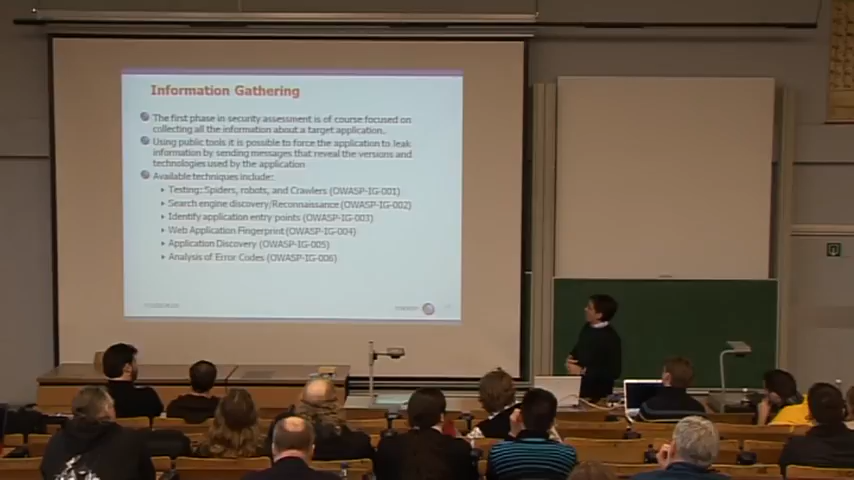 Information Gathering
The first phase in security assessment is of course focused on
collecting all the information about a target application.
Using public tools it is possible to force the application to leak
information by sending messages that reveal the versions and
technologies used by the application
Available techniques include:
Testing: Spiders, robots, and Crawlers (OWASP-IG-001)
Search engine discovery/Reconnaissance (OWASP-IG-002)
Identify application entry points (OWASP-IG-003)
Web Application Fingerprint (OWASP-IG-004)
Application Discovery (OWASP-IG-005)
Analysis of Error Codes (OWASP-IG-006)